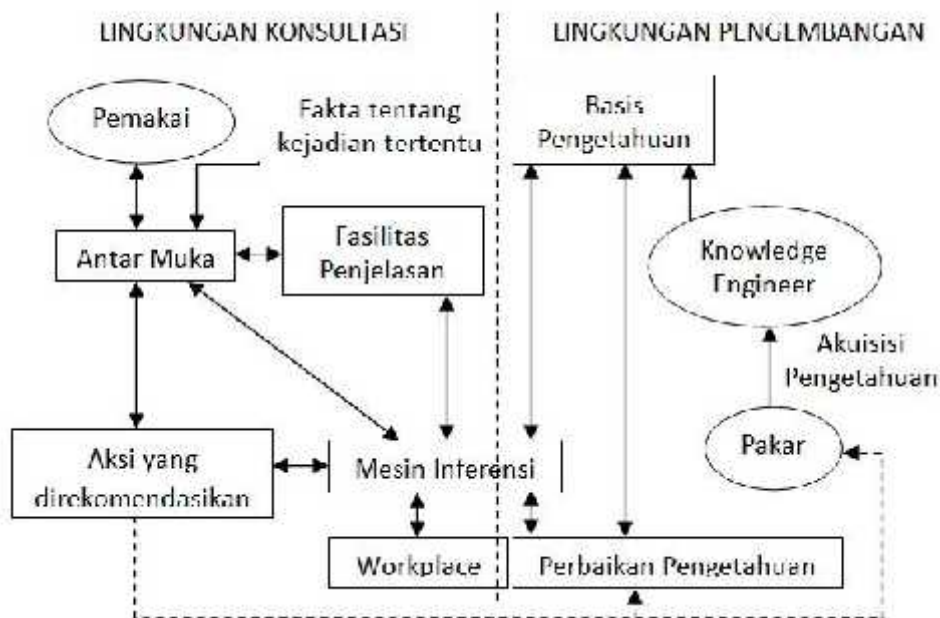 LINGKUNGAN KONSULTASI
LINGKUNGAN PENGEMBANGAN
Pemakai
Fakta tentang
kejadian tertentu
Basis
Pengetahuan
Antar Muka
Fasilitas
Penjelasan
Knowledge
Engineer
Akuisisi
Pengetahuan
Aksi yang
direkomendasikan
Mesin Inferensi
Pakar
Workplace
Perbaikan Pengetahuan